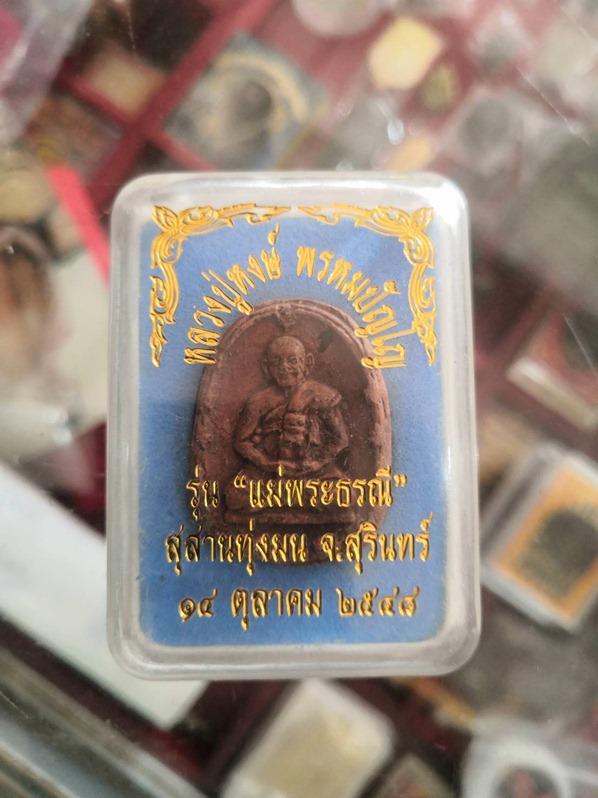 หลวงปู่หงษ์ พรหมปัญโญ
รุ่น “แม่พระธรณี”
สุสานทุ่งมน จ.สุรินทร์
๑๔ ตุลาคม ๒๕๔๘